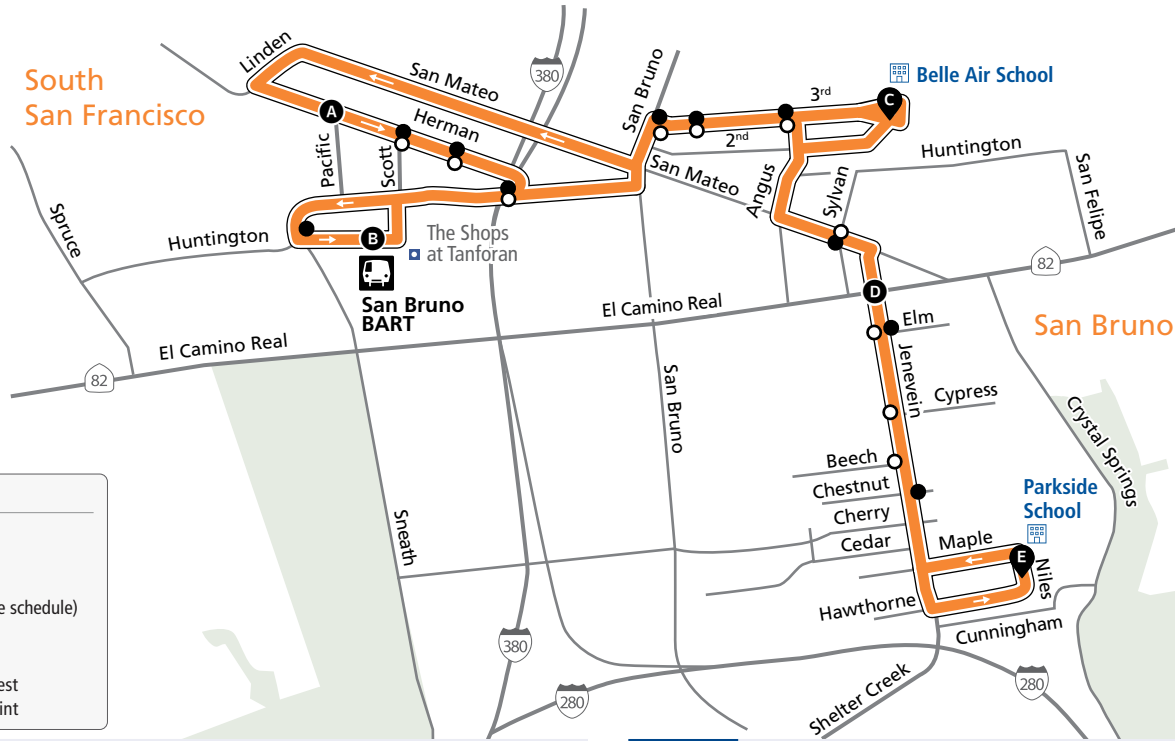 South
San Francisco
Linden
San Mateo
380
San Bruno
Belle Air School
3rd
C
A
Herman
2nd
Pacific
Scott
San Mateo
Angus
Sylvan
Huntington
San Felipe
Spruce
Huntington
B
The Shops
at Tanforan
San Bruno
BART
82
El Camino Real
D
Elm
San Bruno
El Camino Real
82
Jenevein
San Bruno
Cypress
Crystal Springs
Beech
Chestnut
Cherry
Cedar
Parkside
School
Maple
E
Niles
Sneath
Hawthorne
Cunningham
e schedule)
est
int
380
280
Shelter Creek
280